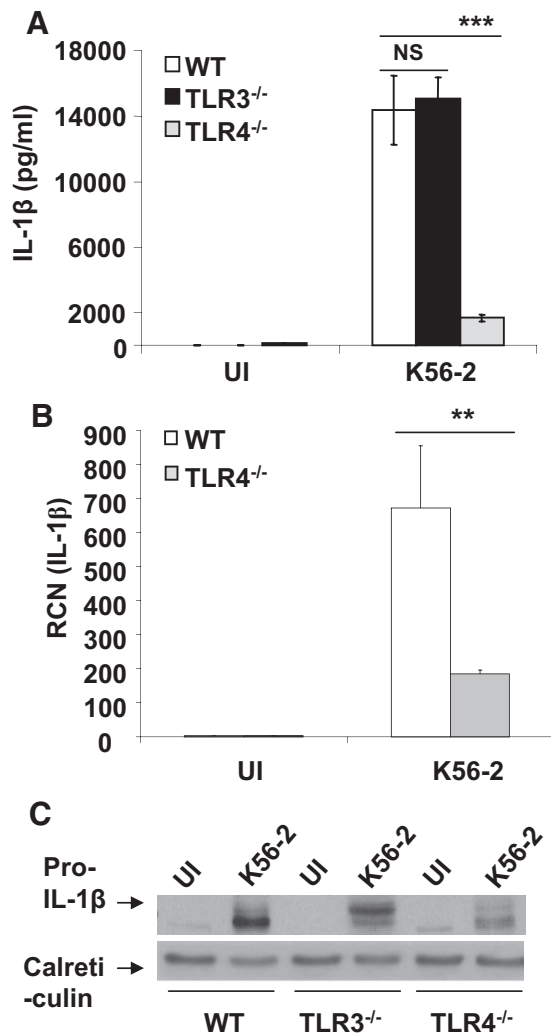 A
18000
14000
10000
6000
2000
0
IL-1β (pg/ml)
WT
TLR3-/-
TLR4-/-
***
NS
UI
K56-2
B
900
800
700
600
500
400
300
200
100
0
RCN (IL-1β)
WT
TLR4-/-
**
UI
K56-2
C
UI
K56-2
UI
K56-2
UI
K56-2
Pro-
IL-1β
Calreti
-culin
WT
TLR3-/-
TLR4-/-